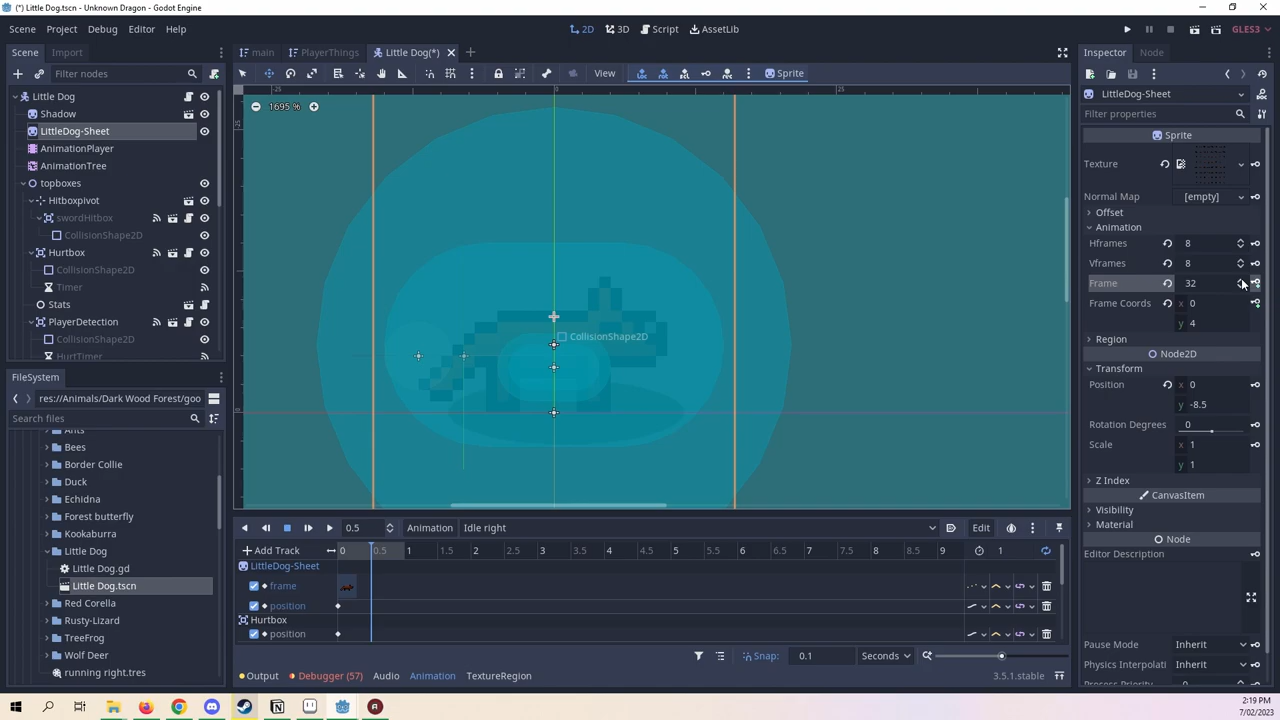 (*) Little Dog.tscn - Unknown Dragon - Godot Engine
Scene Project Debug Editor Help
2D 3D Script AssetLib
GLES3
Scene Import
main PlayerThings Little Dog(*)
Inspector Node
Filter nodes
View
Sprite
Little Dog
Shadow
LittleDog-Sheet
AnimationPlayer
AnimationTree
topboxes
Hitboxpivot
swordHitbox
CollisionShape2D
Hurtbox
CollisionShape2D
Timer
Stats
PlayerDetection
CollisionShape2D
HurtTimer
-25 0 25
1695 %
25
0
CollisionShape2D
LittleDog-Sheet
Filter properties
Sprite
Texture
Normal Map [empty]
Offset
Animation
Hframes 8
Vframes 8
Frame 32
Frame Coords x 0
y 4
Region
Node2D
Transform
Position x 0
y -8.5
Rotation Degrees 0
Scale x 1
y 1
Z Index
CanvasItem
Visibility
Material
Node
Editor Description
Pause Mode Inherit
Physics Interpolati Inherit
Process Priority 0
FileSystem
res://Animals/Dark Wood Forest/goo
Search files
Ants
Bees
Border Collie
Duck
Echidna
Forest butterfly
Kookaburra
Little Dog
Little Dog.gd
Little Dog.tscn
Red Corella
Rusty-Lizard
TreeFrog
Wolf Deer
running right.tres
0.5 Animation Idle right Edit
Add Track 0 0.5 1 1.5 2 2.5 3 3.5 4 4.5 5 5.5 6 6.5 7 7.5 8 8.5 9 1
LittleDog-Sheet
frame
position
Hurtbox
position
Snap: 0.1 Seconds
Output Debugger (57) Audio Animation TextureRegion 3.5.1.stable
2:19 PM
7/02/2023